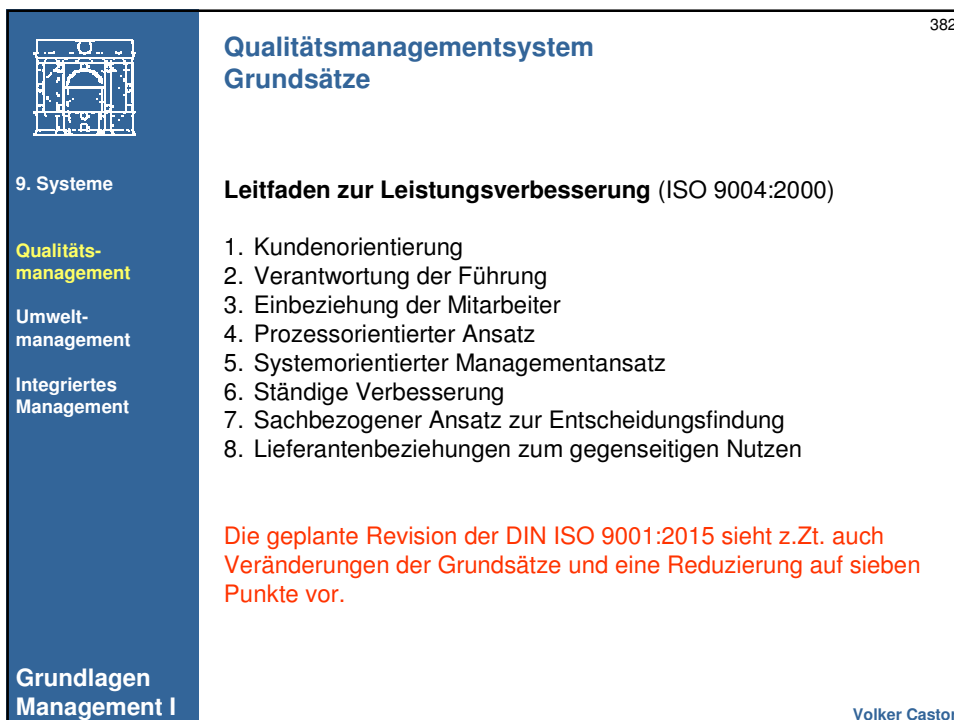 382
Qualitätsmanagementsystem
Grundsätze
9. Systeme
Qualitäts-
management
Umwelt-
management
Integriertes
Management
Leitfaden zur Leistungsverbesserung (ISO 9004:2000)
1. Kundenorientierung
2. Verantwortung der Führung
3. Einbeziehung der Mitarbeiter
4. Prozessorientierter Ansatz
5. Systemorientierter Managementansatz
6. Ständige Verbesserung
7. Sachbezogener Ansatz zur Entscheidungsfindung
8. Lieferantenbeziehungen zum gegenseitigen Nutzen
Die geplante Revision der DIN ISO 9001:2015 sieht z.Zt. auch
Veränderungen der Grundsätze und eine Reduzierung auf sieben
Punkte vor.
Grundlagen
Management I
Volker Castor